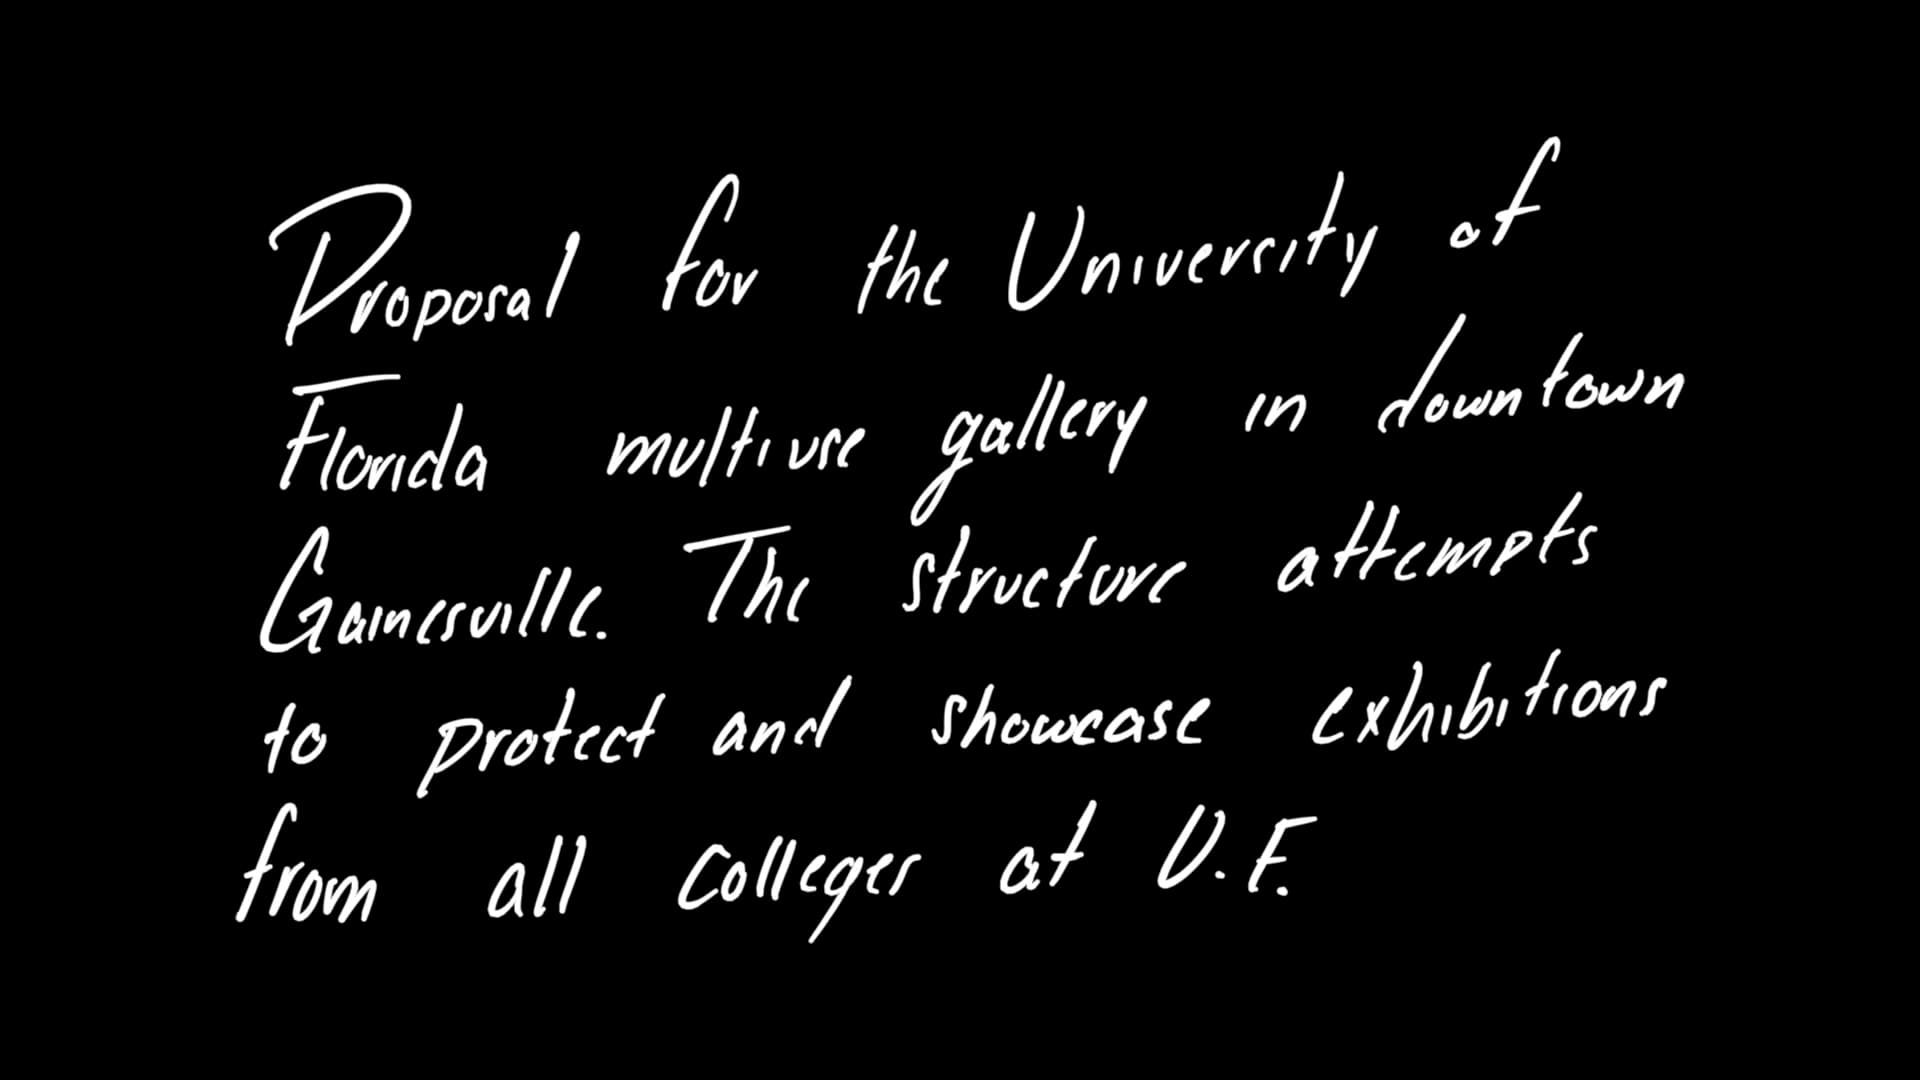 Proposal for the University of
Florida multiuse gallery in downtown
Gainesville. The structure attempts
to protect and showcase exhibitions
from all colleges at U.F.